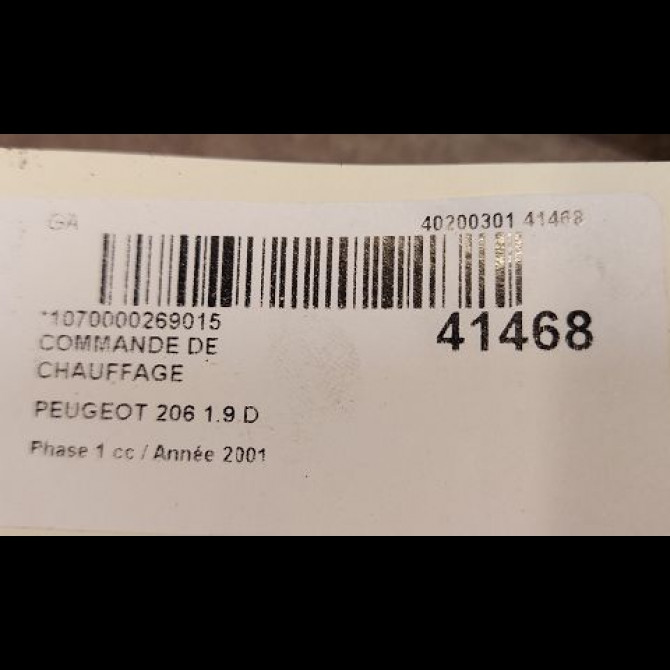 GA
40200301 41468
*1070000269015
41468
COMMANDE DE
CHAUFFAGE
PEUGEOT 206 1.9 D
Phase 1 cc / Année 2001